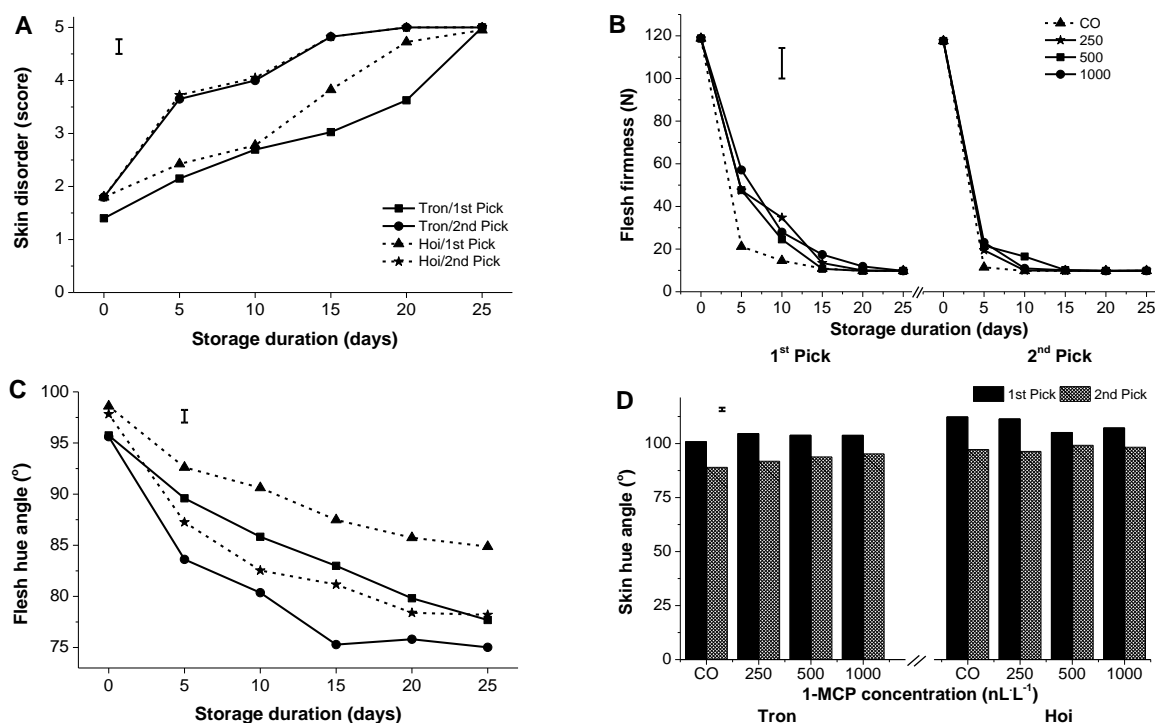 A
Skin disorder (score)
5
4
3
2
1
0
Tron/1st Pick
Tron/2nd Pick
Hoi/1st Pick
Hoi/2nd Pick
0 5 10 15 20 25
Storage duration (days)
B
Flesh firmness (N)
120
100
80
60
40
20
0
CO
250
500
1000
0 5 10 15 20 25 0 5 10 15 20 25
Storage duration (days)
1st Pick 2nd Pick
C
Flesh hue angle (o)
100
95
90
85
80
75
0 5 10 15 20 25
Storage duration (days)
D
Skin hue angle (o)
1st Pick 2nd Pick
100
75
50
25
0
CO 250 500 1000 CO 250 500 1000
1-MCP concentration (nL·L-1)
Tron Hoi